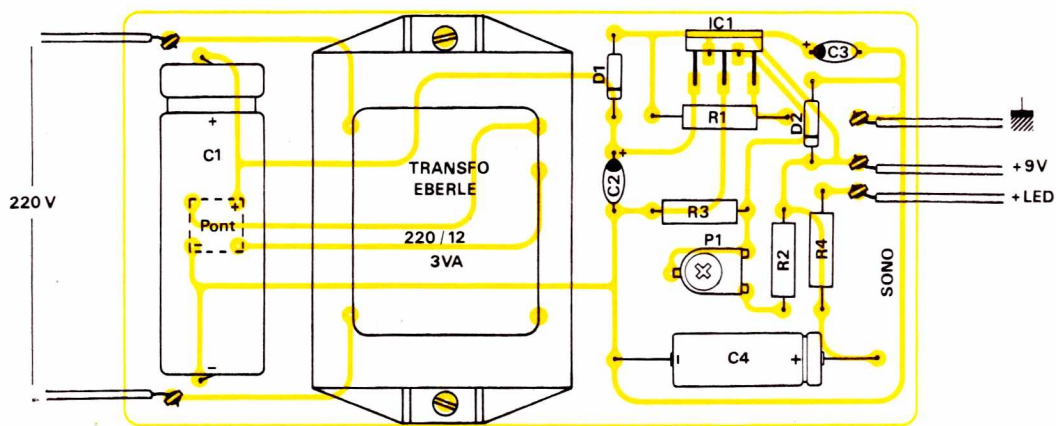 220 V
+
C1
Pont
+
−
−
TRANSFO
EBERLE
220 / 12
3VA
D1
+
C2
IC1
+
C3
R1
D2
R3
P1
R2
R4
SONO
−
C4
+
+9V
+LED